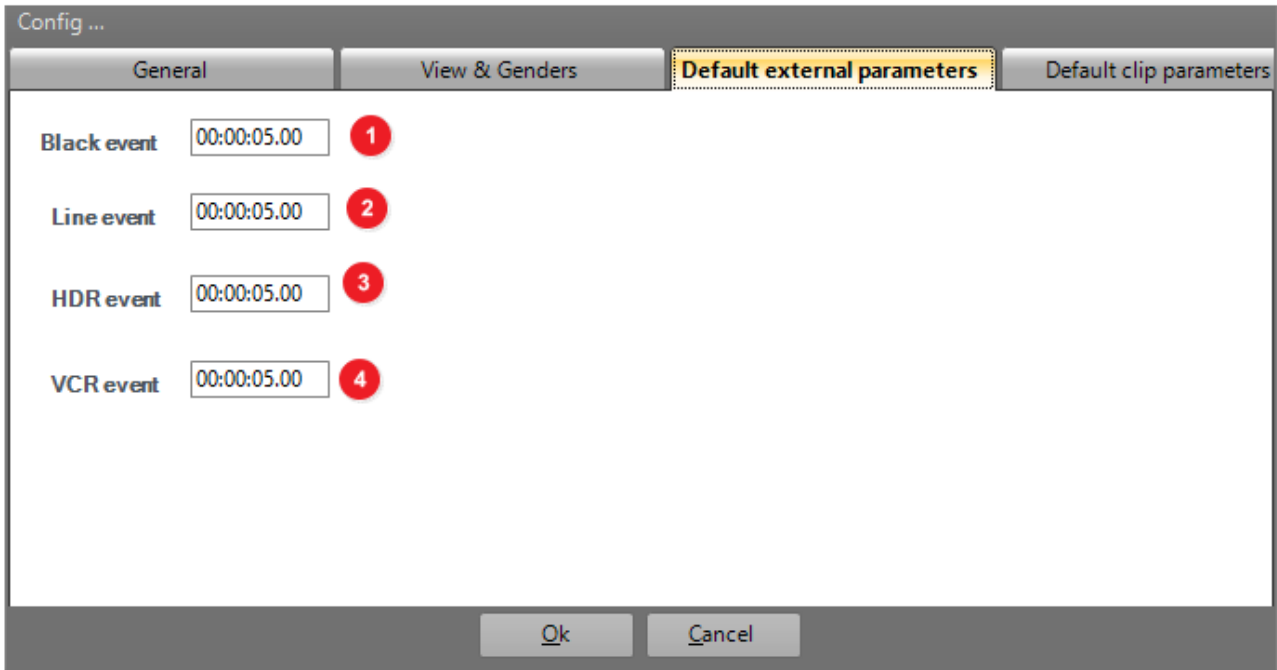 Config ...
General View & Genders Default external parameters Default clip parameters
Black event 00:00:05.00 1
Line event 00:00:05.00 2
HDR event 00:00:05.00 3
VCR event 00:00:05.00 4
Ok Cancel